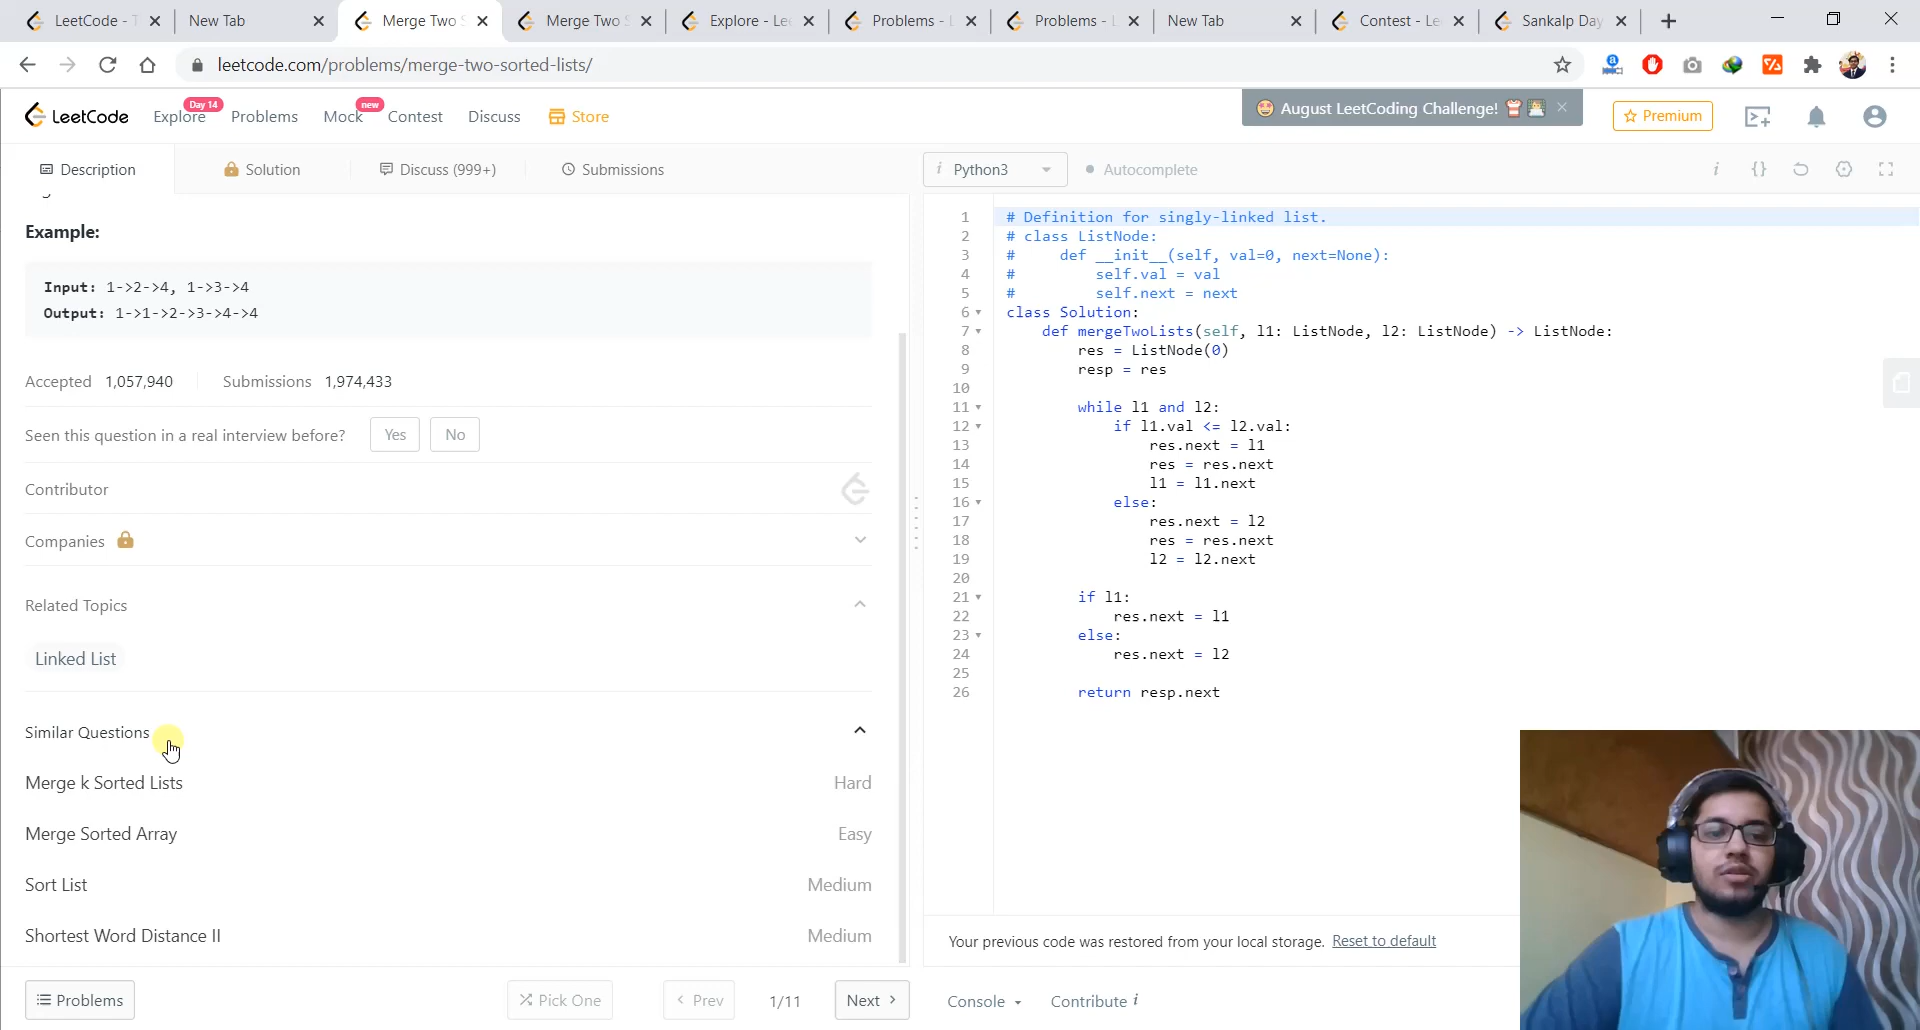 LeetCode - T
New Tab
Merge Two S
Merge Two S
Explore - Lee
Problems - L
Problems - L
New Tab
Contest - Le
Sankalp Day
leetcode.com/problems/merge-two-sorted-lists/
LeetCode
Explore
Day 14
Problems
Mock
new
Contest
Discuss
Store
August LeetCoding Challenge!
Premium
Description
Solution
Discuss (999+)
Submissions
i Python3
Autocomplete
i {}
Example:
Input: 1->2->4, 1->3->4
Output: 1->1->2->3->4->4
Accepted 1,057,940
Submissions 1,974,433
Seen this question in a real interview before?
Yes
No
Contributor
Companies
Related Topics
Linked List
Similar Questions
Merge k Sorted Lists Hard
Merge Sorted Array Easy
Sort List Medium
Shortest Word Distance II Medium
Problems
Pick One
Prev
1/11
Next
1 # Definition for singly-linked list.
2 # class ListNode:
3 #     def __init__(self, val=0, next=None):
4 #         self.val = val
5 #         self.next = next
6 class Solution:
7     def mergeTwoLists(self, l1: ListNode, l2: ListNode) -> ListNode:
8         res = ListNode(0)
9         resp = res
10
11         while l1 and l2:
12             if l1.val <= l2.val:
13                 res.next = l1
14                 res = res.next
15                 l1 = l1.next
16             else:
17                 res.next = l2
18                 res = res.next
19                 l2 = l2.next
20
21         if l1:
22             res.next = l1
23         else:
24             res.next = l2
25
26         return resp.next
Your previous code was restored from your local storage. Reset to default
Console
Contribute i